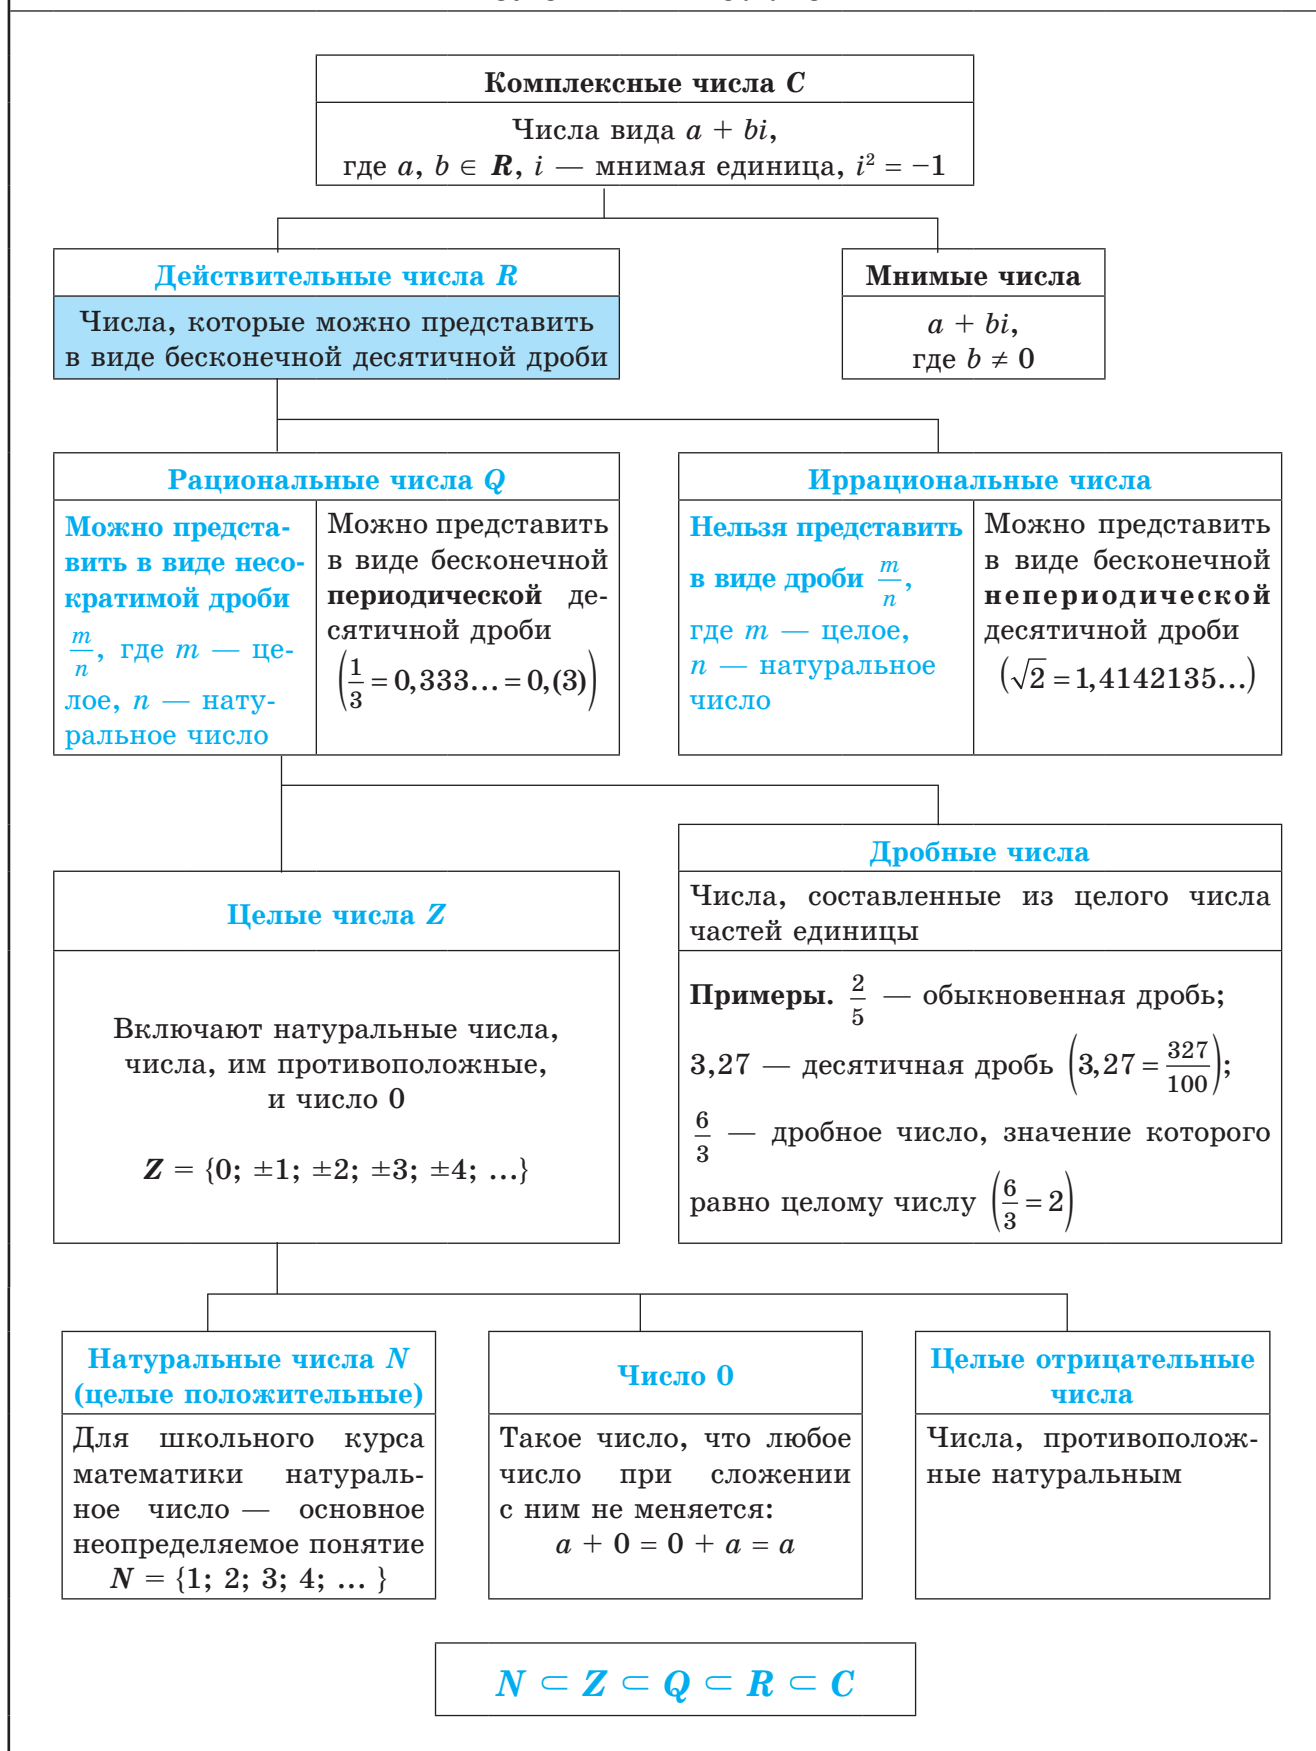 Комплексные числа C
Числа вида a + bi,
где a, b ∈ R, i — мнимая единица, i² = −1
Действительные числа R
Числа, которые можно представить
в виде бесконечной десятичной дроби
Мнимые числа
a + bi,
где b ≠ 0
Рациональные числа Q
Можно предста-
вить в виде несо-
кратимой дроби
m/n, где m — це-
лое, n — нату-
ральное число
Можно представить
в виде бесконечной
периодической де-
сятичной дроби
(1/3 = 0,333... = 0,(3))
Иррациональные числа
Нельзя представить
в виде дроби m/n,
где m — целое,
n — натуральное
число
Можно представить
в виде бесконечной
непериодической
десятичной дроби
(√2 = 1,4142135...)
Целые числа Z
Включают натуральные числа,
числа, им противоположные,
и число 0
Z = {0; ±1; ±2; ±3; ±4; ...}
Дробные числа
Числа, составленные из целого числа
частей единицы
Примеры. 2/5 — обыкновенная дробь;
3,27 — десятичная дробь (3,27 = 327/100);
6/3 — дробное число, значение которого
равно целому числу (6/3 = 2)
Натуральные числа N
(целые положительные)
Для школьного курса
математики натураль-
ное число — основное
неопределяемое понятие
N = {1; 2; 3; 4; ... }
Число 0
Такое число, что любое
число при сложении
с ним не меняется:
a + 0 = 0 + a = a
Целые отрицательные
числа
Числа, противополож-
ные натуральным
N ⊂ Z ⊂ Q ⊂ R ⊂ C